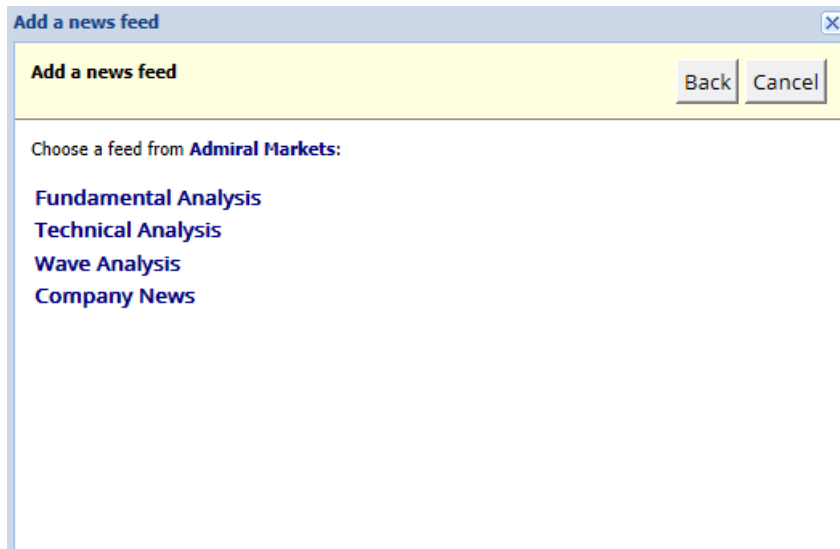 Add a news feed
Add a news feed
Back Cancel
Choose a feed from Admiral Markets:
Fundamental Analysis
Technical Analysis
Wave Analysis
Company News